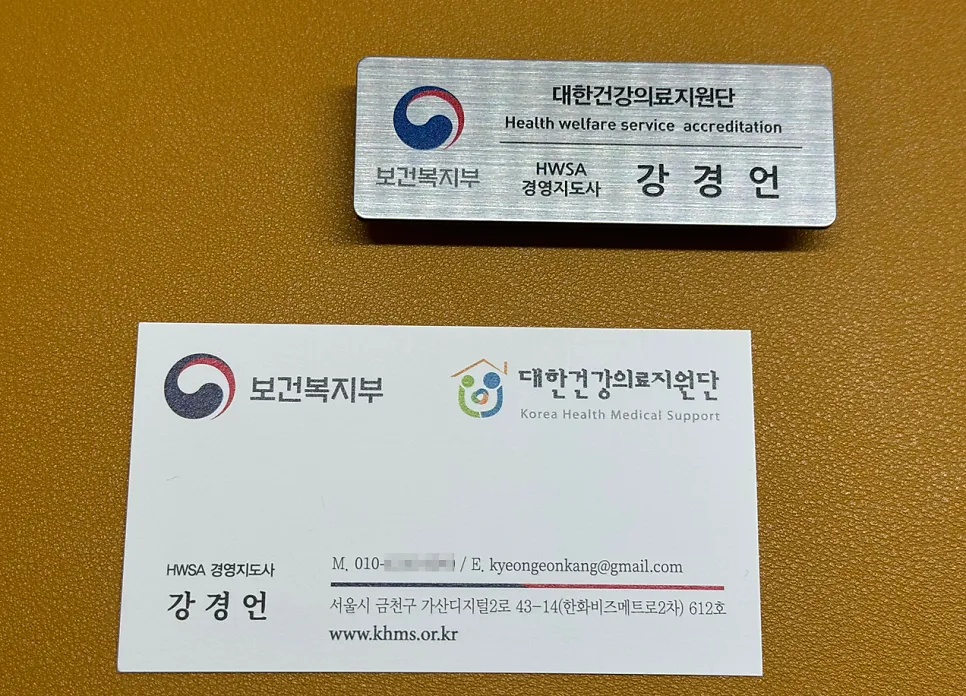 대한건강의료지원단
Health welfare service accreditation
보건복지부
HWSA
경영지도사
강 경 언
보건복지부
대한건강의료지원단
Korea Health Medical Support
HWSA 경영지도사
강 경 언
M. 010- / E. kyeongeonkang@gmail.com
서울시 금천구 가산디지털2로 43-14(한화비즈메트로2차) 612호
www.khms.or.kr